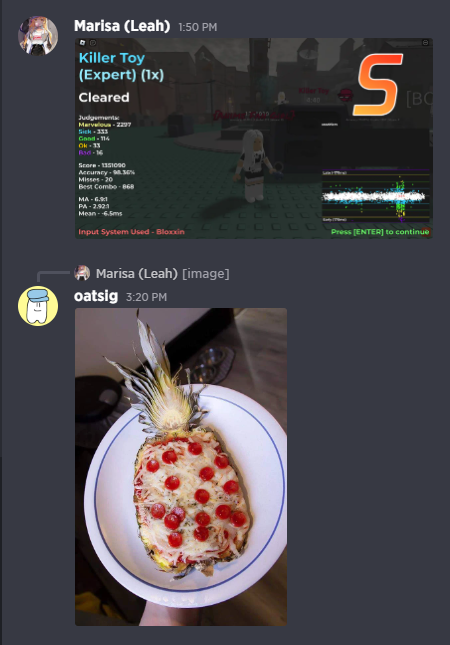 Marisa (Leah) 1:50 PM
Killer Toy
(Expert) (1x)
Cleared
S
Killer Toy
[BO
Judgements:
Marvelous - 2297
Sick - 333
Good - 114
Ok - 33
Bad - 16
Score - 1351090
Accuracy - 98.36%
Misses - 20
Best Combo - 868
MA - 6.9:1
PA - 2.92:1
Mean - -6.5ms
Input System Used - Bloxxin
Press [ENTER] to continue
Marisa (Leah) [image]
oatsig 3:20 PM